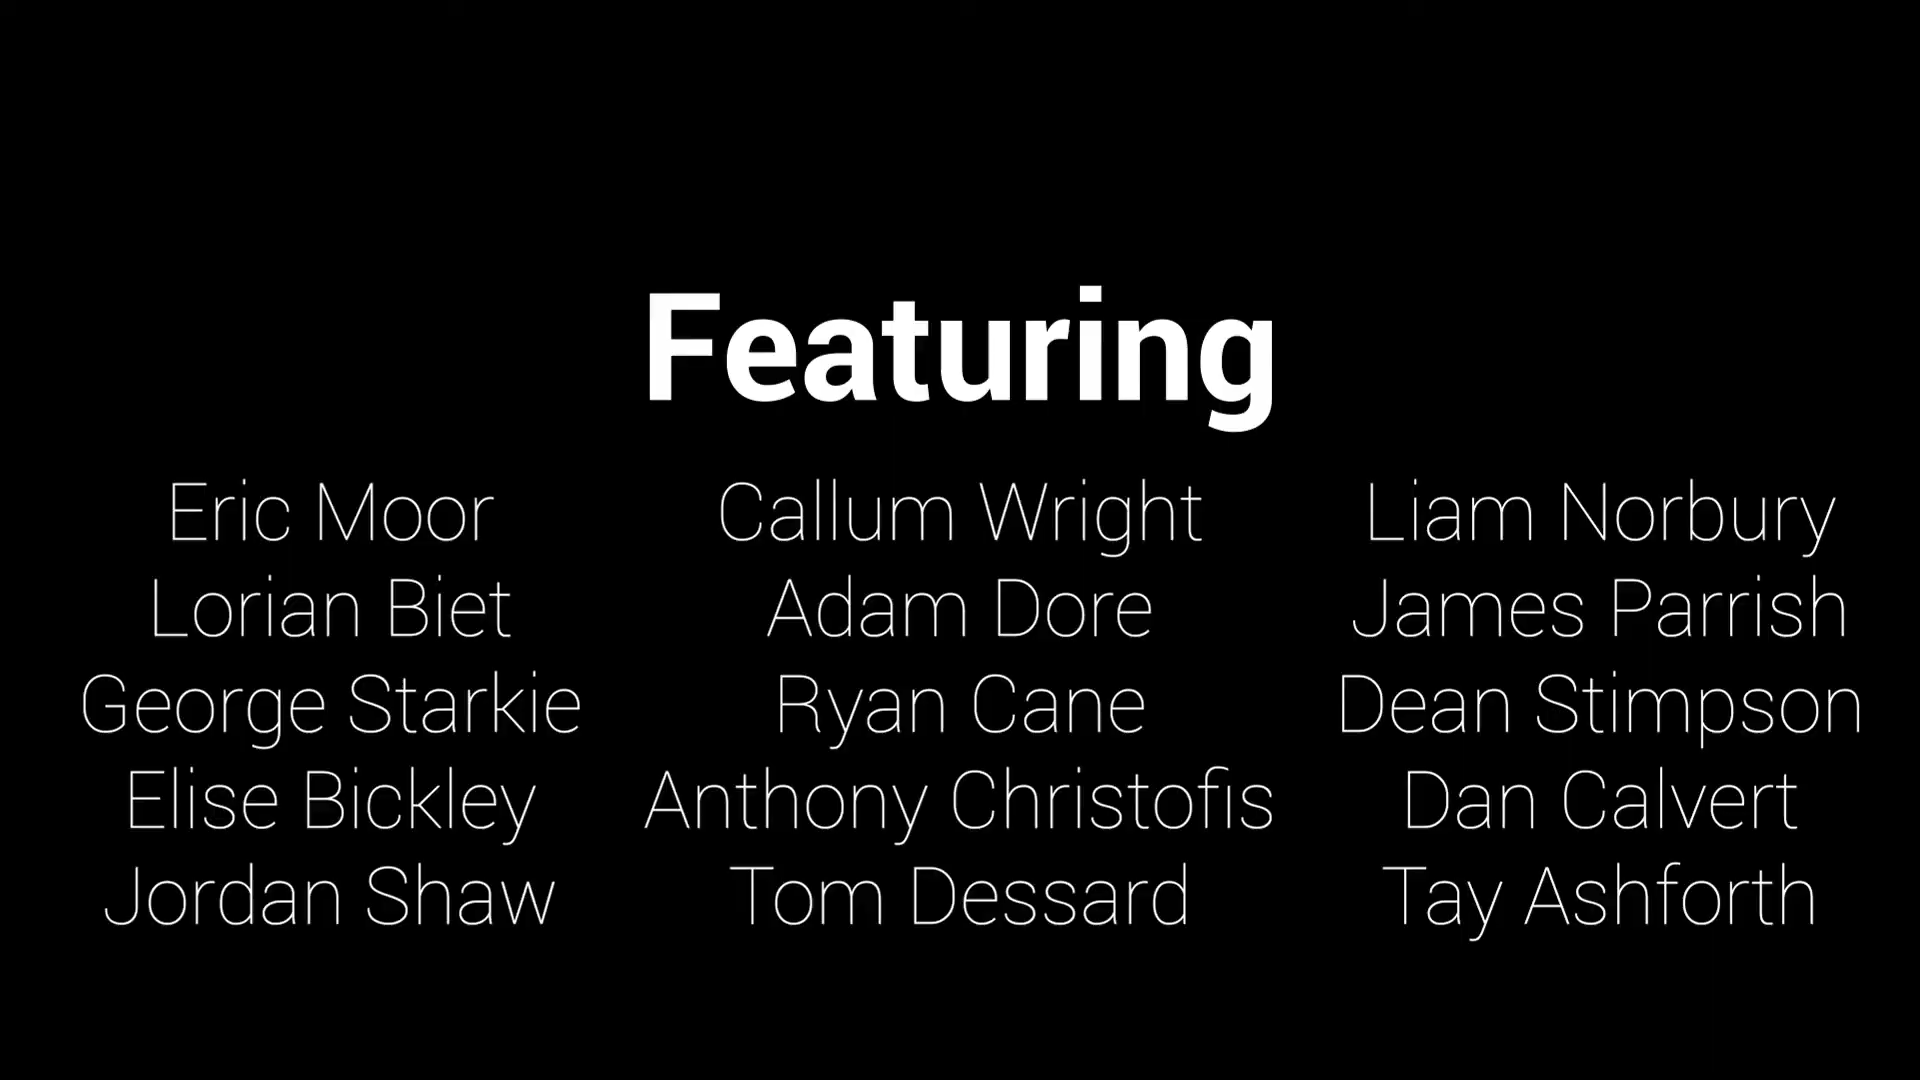 Featuring
Eric Moor
Lorian Biet
George Starkie
Elise Bickley
Jordan Shaw
Callum Wright
Adam Dore
Ryan Cane
Anthony Christofis
Tom Dessard
Liam Norbury
James Parrish
Dean Stimpson
Dan Calvert
Tay Ashforth